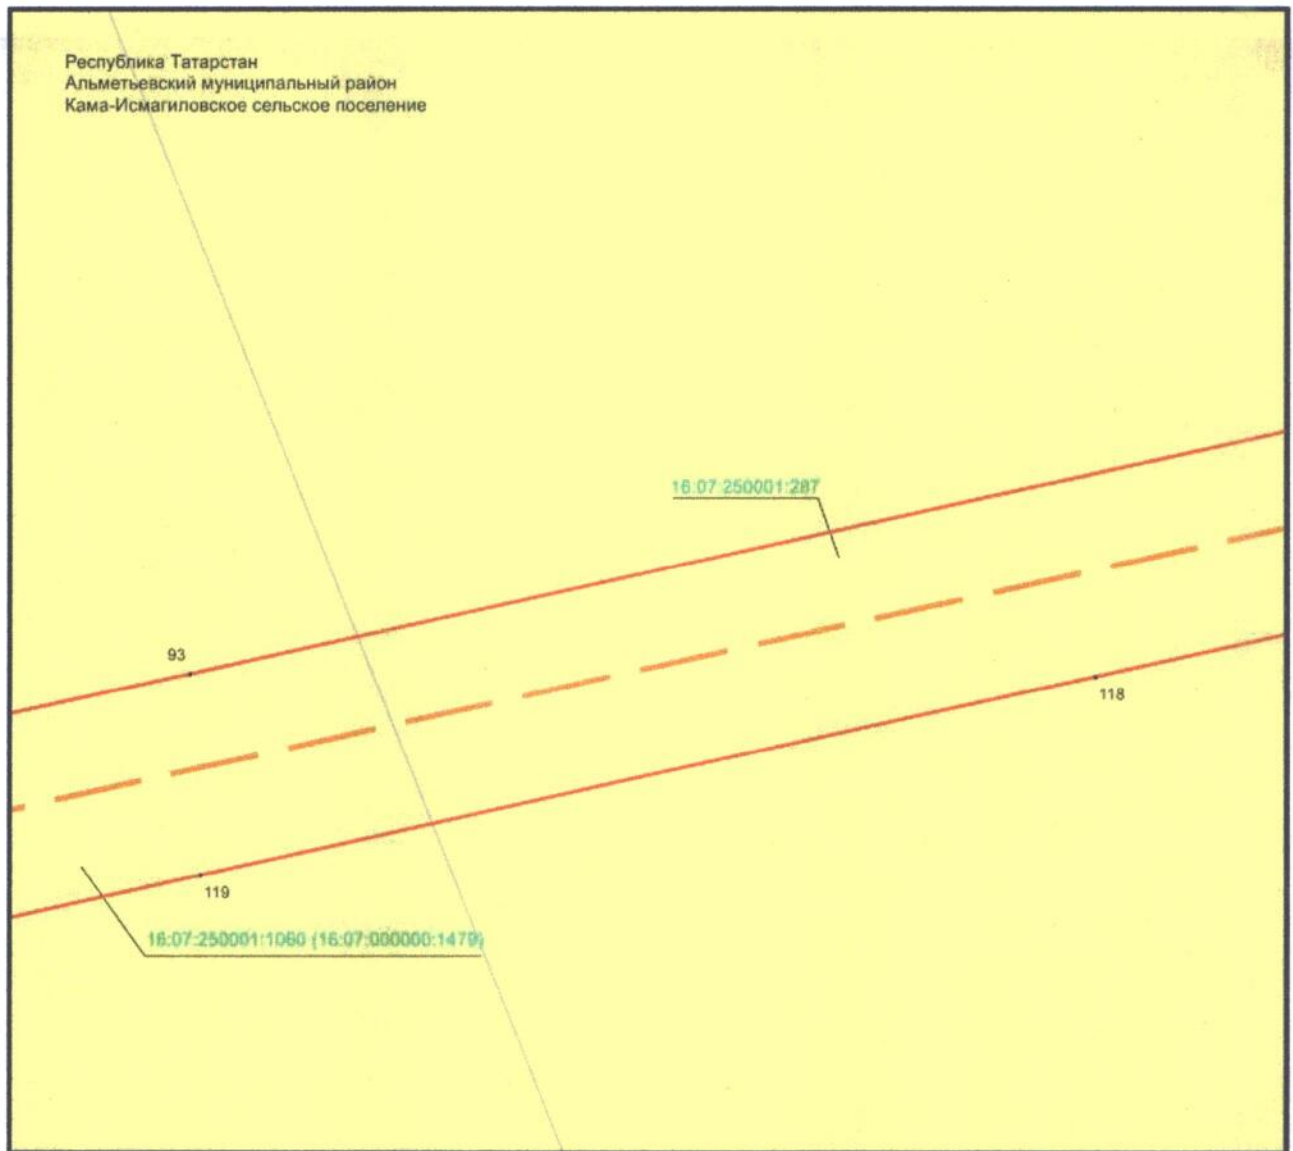 Республика Татарстан
Альметьевский муниципальный район
Кама-Исмагиловское сельское поселение
16:07:250001:287
93
118
119
16:07:250001:1060 (16:07:000000:1479)